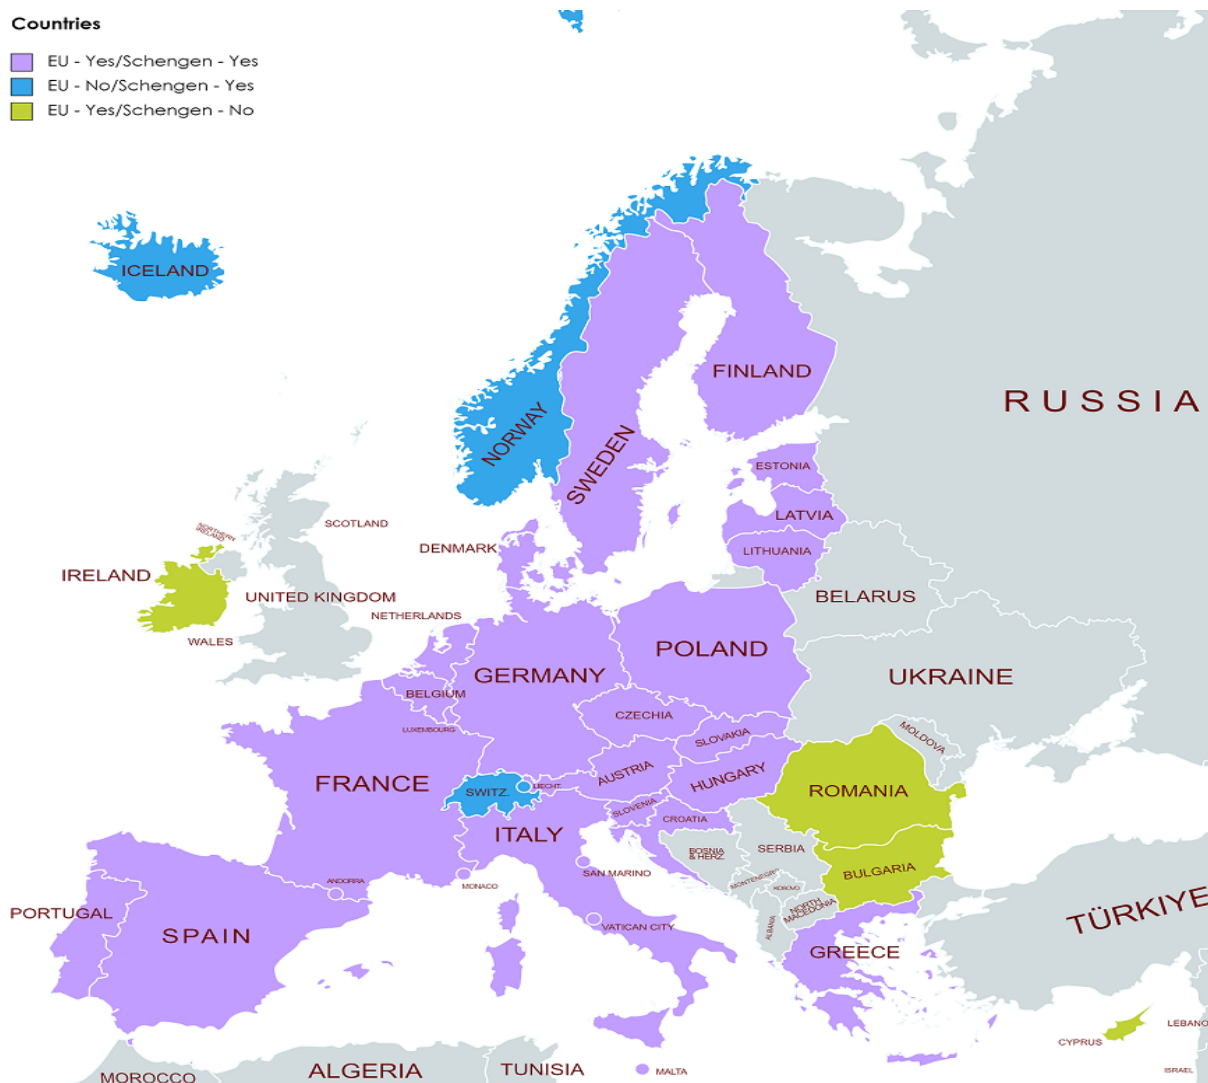 Countries
EU - Yes/Schengen - Yes
EU - No/Schengen - Yes
EU - Yes/Schengen - No
ICELAND
FINLAND
RUSSIA
NORWAY
SWEDEN
ESTONIA
LATVIA
LITHUANIA
NORTHERN
IRELAND
SCOTLAND
DENMARK
IRELAND
UNITED KINGDOM
NETHERLANDS
WALES
BELARUS
POLAND
GERMANY
UKRAINE
BELGIUM
CZECHIA
LUXEMBOURG
SLOVAKIA
MOLDOVA
FRANCE
SWITZ.
LIECHT.
AUSTRIA
HUNGARY
ROMANIA
SLOVENIA
CROATIA
ITALY
BOSNIA
& HERZ.
SERBIA
BULGARIA
ANDORRA
MONACO
SAN MARINO
MONTENEGRO
KOSOVO
NORTH
MACEDONIA
ALBANIA
PORTUGAL
SPAIN
VATICAN CITY
GREECE
TÜRKIYE
CYPRUS
LEBANO
MALTA
ISRAEL
MOROCCO
ALGERIA
TUNISIA